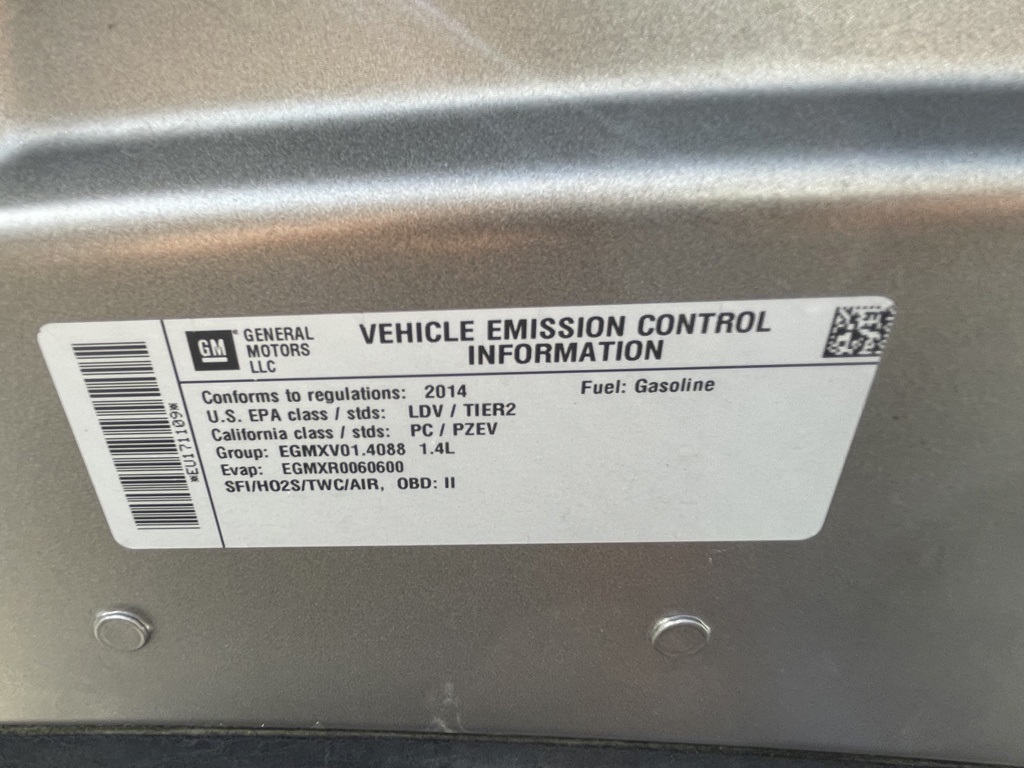 GM
GENERAL
MOTORS
LLC
VEHICLE EMISSION CONTROL
INFORMATION
*EU171109*
Conforms to regulations: 2014
Fuel: Gasoline
U.S. EPA class / stds: LDV / TIER2
California class / stds: PC / PZEV
Group: EGMXV01.4088 1.4L
Evap: EGMXR0060600
SFI/HO2S/TWC/AIR, OBD: II